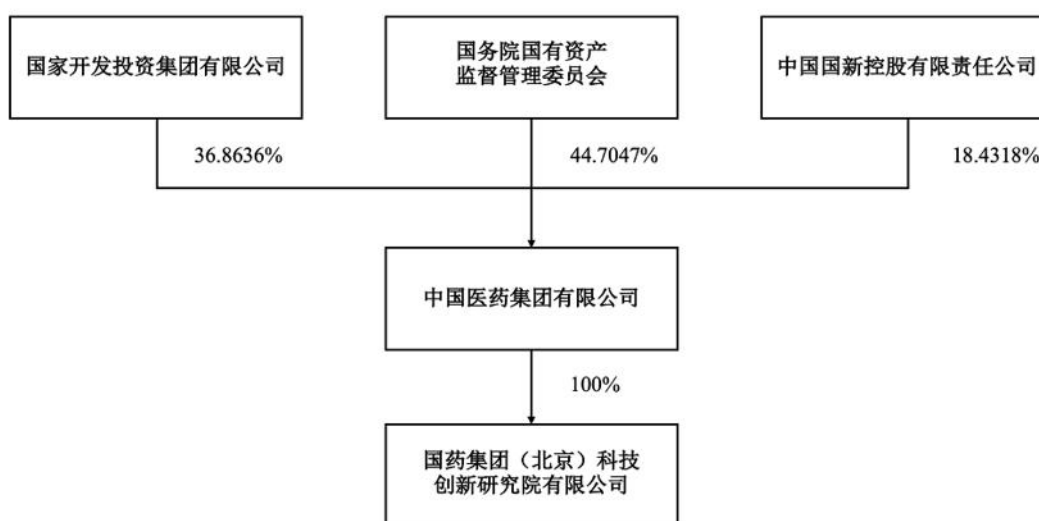 国家开发投资集团有限公司
国务院国有资产
监督管理委员会
中国国新控股有限责任公司
36.8636%
44.7047%
18.4318%
中国医药集团有限公司
100%
国药集团（北京）科技
创新研究院有限公司